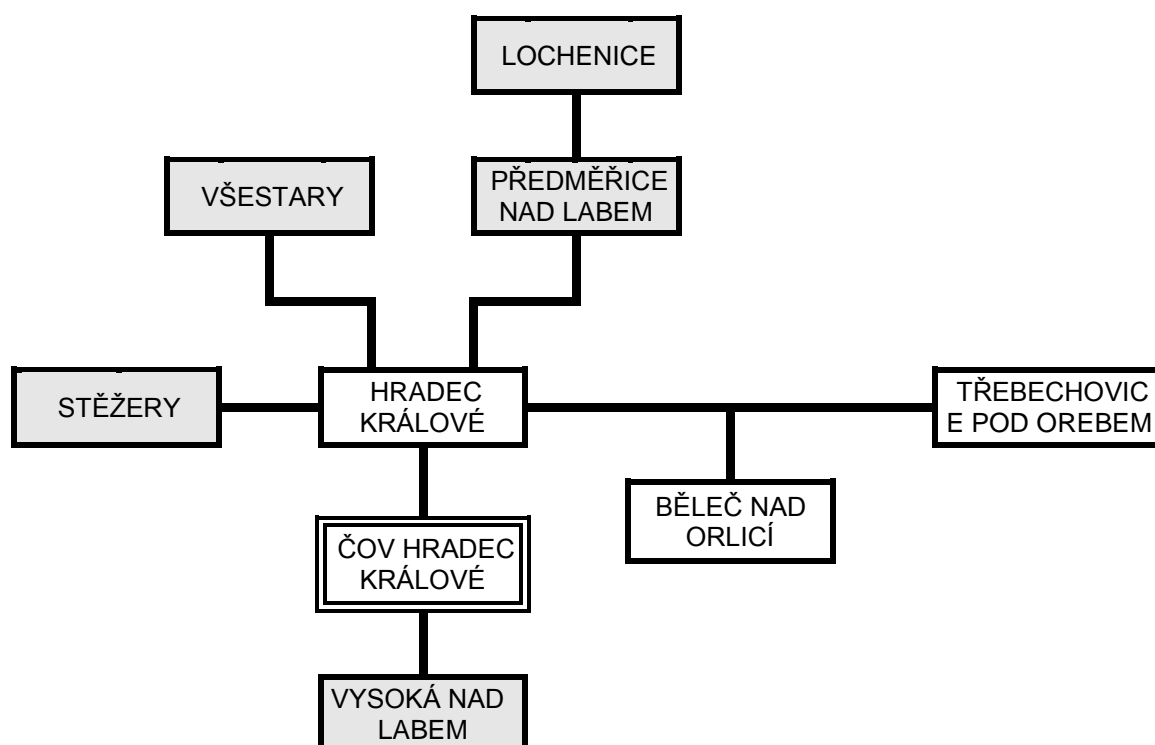 LOCHENICE
VŠESTARY
PŘEDMĚŘICE
NAD LABEM
STĚŽERY
HRADEC
KRÁLOVÉ
TŘEBECHOVIC
E POD OREBEM
BĚLEČ NAD
ORLICÍ
ČOV HRADEC
KRÁLOVÉ
VYSOKÁ NAD
LABEM